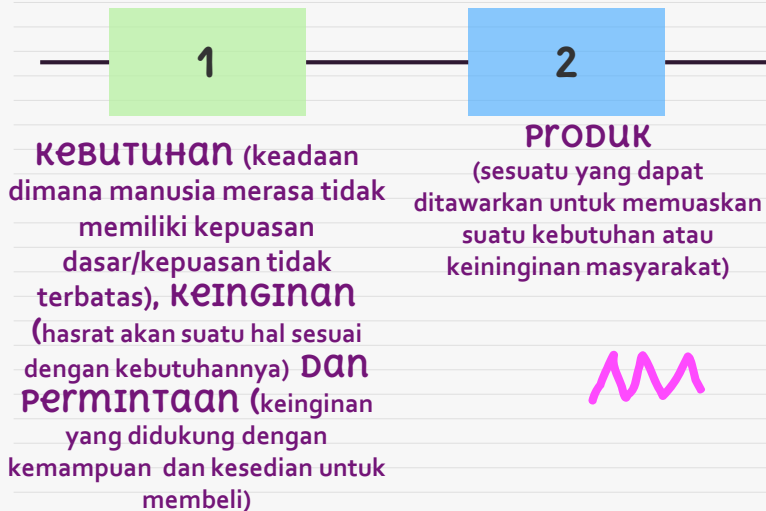 1
KEBUTUHAN (keadaan
dimana manusia merasa tidak
memiliki kepuasan
dasar/kepuasan tidak
terbatas), KEINGINAN
(hasrat akan suatu hal sesuai
dengan kebutuhannya) DAN
PERMINTAAN (keinginan
yang didukung dengan
kemampuan dan kesedian untuk
membeli)
2
PRODUK
(sesuatu yang dapat
ditawarkan untuk memuaskan
suatu kebutuhan atau
keininginan masyarakat)